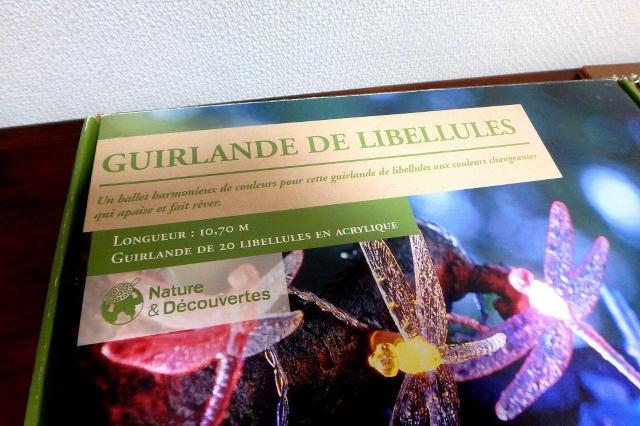 GUIRLANDE DE LIBELLULES
Un ballet harmonieux de couleurs pour cette guirlande de libellules aux couleurs changeantes
qui apaise et fait rêver.
LONGUEUR : 10,70 M
GUIRLANDE DE 20 LIBELLULES EN ACRYLIQUE
Nature
& Découvertes